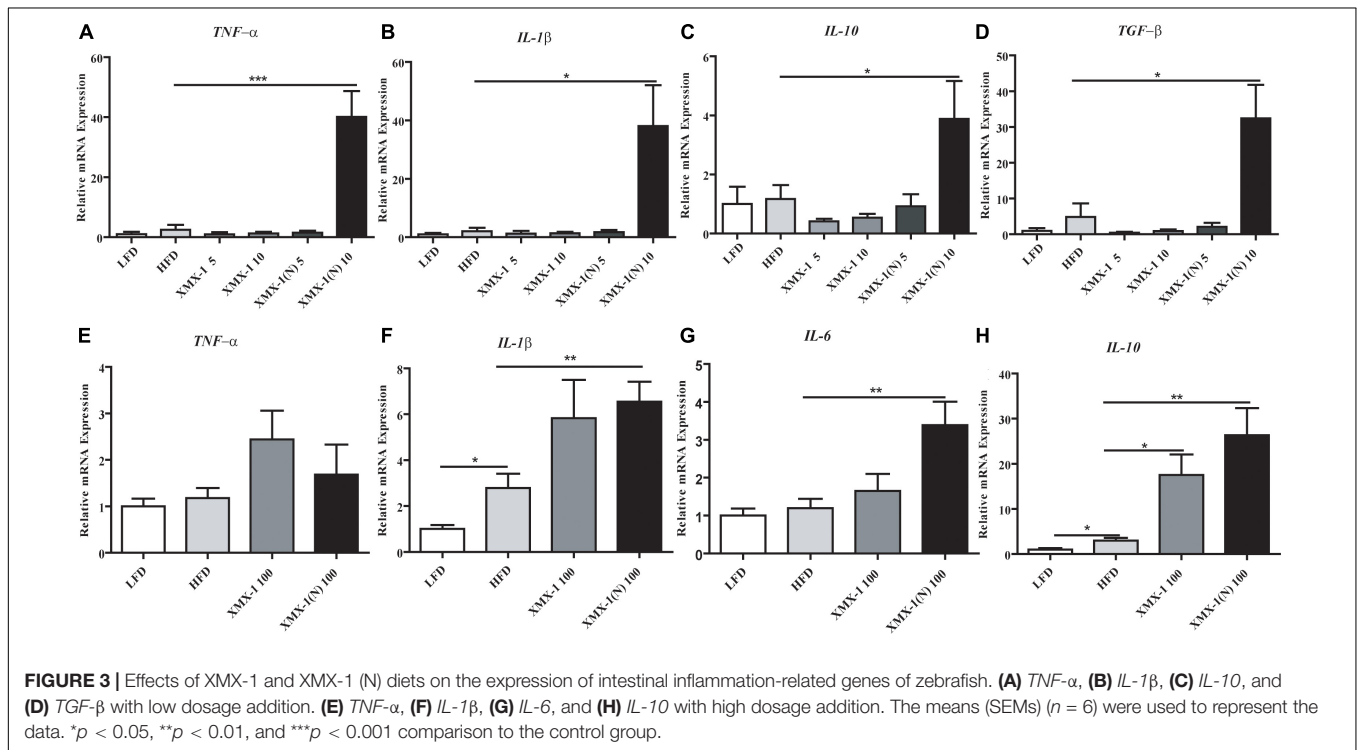 A
TNF–α
Relative mRNA Expression
60
40
20
0
***
LFD
HFD
XMX-1 5
XMX-1 10
XMX-1(N) 5
XMX-1(N) 10
B
IL-1β
Relative mRNA Expression
60
40
20
0
*
LFD
HFD
XMX-1 5
XMX-1 10
XMX-1(N) 5
XMX-1(N) 10
C
IL-10
Relative mRNA Expression
6
4
2
0
*
LFD
HFD
XMX-1 5
XMX-1 10
XMX-1(N) 5
XMX-1(N) 10
D
TGF-β
Relative mRNA Expression
50
40
30
20
10
0
*
LFD
HFD
XMX-1 5
XMX-1 10
XMX-1(N) 5
XMX-1(N) 10
E
TNF–α
Relative mRNA Expression
4
3
2
1
0
LFD
HFD
XMX-1 100
XMX-1(N) 100
F
IL-1β
Relative mRNA Expression
8
6
4
2
0
*
**
LFD
HFD
XMX-1 100
XMX-1(N) 100
G
IL-6
Relative mRNA Expression
5
4
3
2
1
0
**
LFD
HFD
XMX-1 100
XMX-1(N) 100
H
IL-10
Relative mRNA Expression
40
30
20
10
0
*
*
**
LFD
HFD
XMX-1 100
XMX-1(N) 100
FIGURE 3 | Effects of XMX-1 and XMX-1 (N) diets on the expression of intestinal inflammation-related genes of zebrafish. (A) TNF-α, (B) IL-1β, (C) IL-10, and
(D) TGF-β with low dosage addition. (E) TNF-α, (F) IL-1β, (G) IL-6, and (H) IL-10 with high dosage addition. The means (SEMs) (n = 6) were used to represent the
data. *p < 0.05, **p < 0.01, and ***p < 0.001 comparison to the control group.